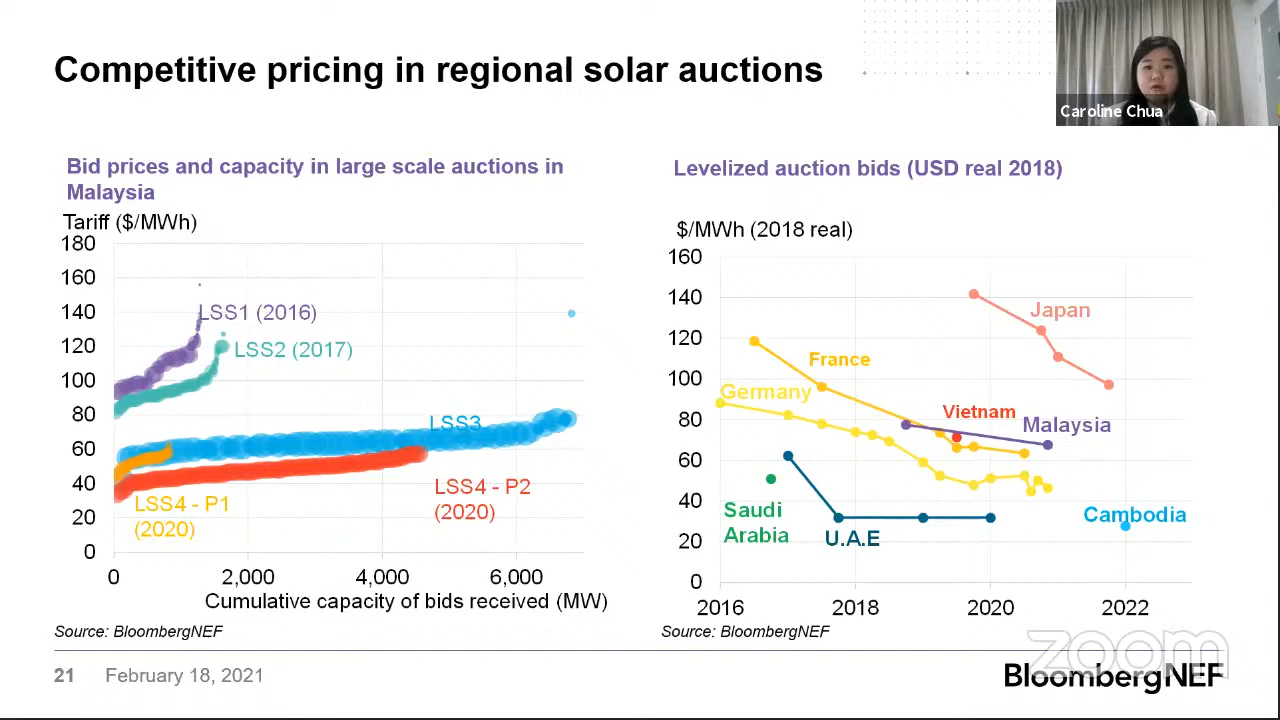 Competitive pricing in regional solar auctions
Caroline Chua
Bid prices and capacity in large scale auctions in
Malaysia
Tariff ($/MWh)
180
160
140
120
100
80
60
40
20
0
LSS1 (2016)
LSS2 (2017)
LSS3
LSS4 - P1
(2020)
LSS4 - P2
(2020)
0 2,000 4,000 6,000
Cumulative capacity of bids received (MW)
Source: BloombergNEF
Levelized auction bids (USD real 2018)
$/MWh (2018 real)
160
140
120
100
80
60
40
20
0
Japan
France
Germany
Vietnam
Malaysia
Saudi
Arabia
U.A.E
Cambodia
2016 2018 2020 2022
Source: BloombergNEF
21 February 18, 2021
zoom
BloombergNEF